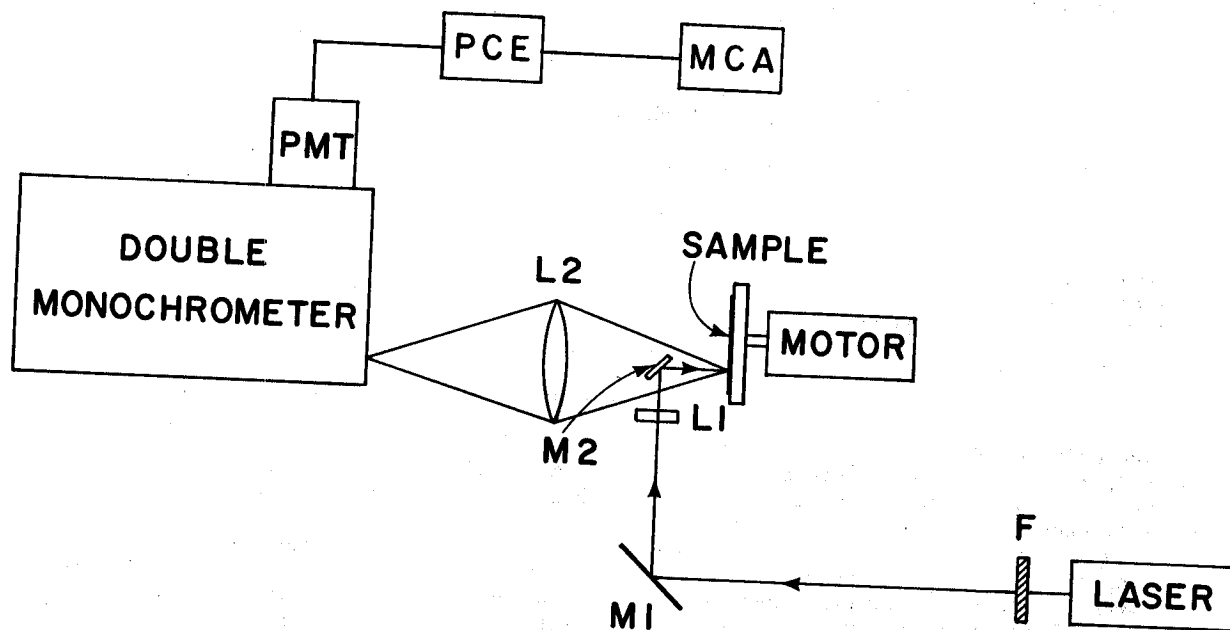 PCE
MCA
PMT
DOUBLE
MONOCHROMETER
L2
SAMPLE
MOTOR
L1
M2
F
LASER
M1